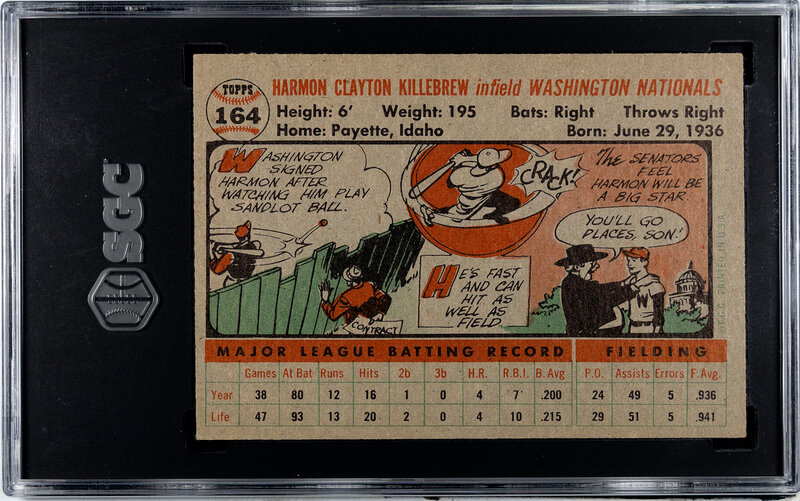 SGC
TOPPS
164
HARMON CLAYTON KILLEBREW infield WASHINGTON NATIONALS
Height: 6' Weight: 195 Bats: Right Throws Right
Home: Payette, Idaho Born: June 29, 1936
WASHINGTON
SIGNED
HARMON AFTER
WATCHING HIM PLAY
SANDLOT BALL.
CONTRACT
CRACK!
HE'S FAST
AND CAN
HIT AS
WELL AS
FIELD.
THE SENATORS
FEEL
HARMON WILL BE
A BIG STAR.
YOU'LL GO
PLACES, SON!
W
©T.C.G. PRINTED IN U.S.A.
MAJOR LEAGUE BATTING RECORD FIELDING
Games At Bat Runs Hits 2b 3b H.R. R.B.I. B. Avg P.O. Assists Errors F. Avg
Year 38 80 12 16 1 0 4 7 .200 24 49 5 .936
Life 47 93 13 20 2 0 4 10 .215 29 51 5 .941